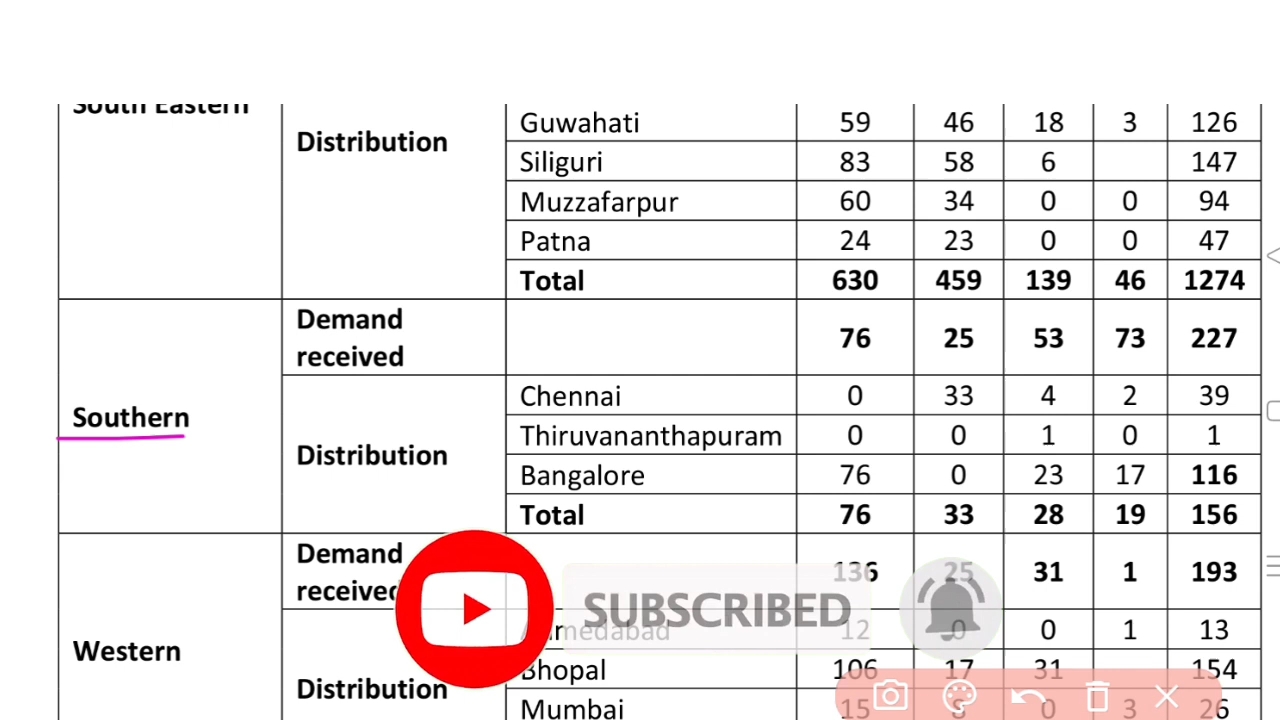 South Eastern
Distribution
Guwahati 59 46 18 3 126
Siliguri 83 58 6 147
Muzzafarpur 60 34 0 0 94
Patna 24 23 0 0 47
Total 630 459 139 46 1274
Southern
Demand received 76 25 53 73 227
Distribution
Chennai 0 33 4 2 39
Thiruvananthapuram 0 0 1 0 1
Bangalore 76 0 23 17 116
Total 76 33 28 19 156
Western
Demand received 136 25 31 1 193
Distribution
Ahmedabad 12 0 0 1 13
Bhopal 106 17 31 154
Mumbai 15 8 0 3 26
SUBSCRIBED